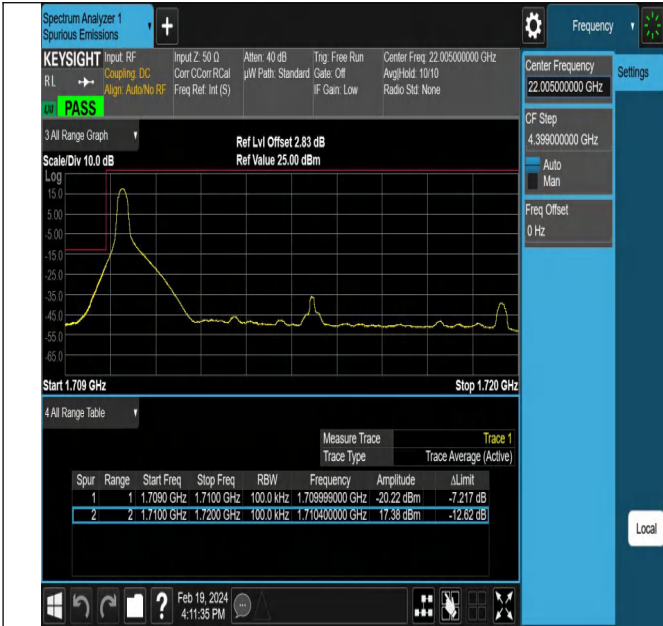 Spectrum Analyzer 1
Spurious Emissions
Frequency
KEYSIGHT
RL
PASS
Input: RF
Coupling: DC
Align: Auto/No RF
Input Z: 50 Ω
Corr CCorr RCal
Freq Ref: Int (S)
Atten: 40 dB
µW Path: Standard
Trig: Free Run
Gate: Off
IF Gain: Low
Center Freq: 22.005000000 GHz
Avg|Hold: 10/10
Radio Std: None
Center Frequency
22.005000000 GHz
Settings
CF Step
4.399000000 GHz
Auto
Man
Freq Offset
0 Hz
3 All Range Graph
Scale/Div 10.0 dB
Ref Lvl Offset 2.83 dB
Ref Value 25.00 dBm
Log
15.0
5.00
-5.00
-15.0
-25.0
-35.0
-45.0
-55.0
-65.0
Start 1.709 GHz
Stop 1.720 GHz
4 All Range Table
Measure Trace Trace 1
Trace Type Trace Average (Active)
Spur Range Start Freq Stop Freq RBW Frequency Amplitude ΔLimit
1 1 1.7090 GHz 1.7100 GHz 100.0 kHz 1.709999000 GHz -20.22 dBm -7.217 dB
2 2 1.7100 GHz 1.7200 GHz 100.0 kHz 1.710400000 GHz 17.38 dBm -12.62 dB
Local
Feb 19, 2024
4:11:35 PM